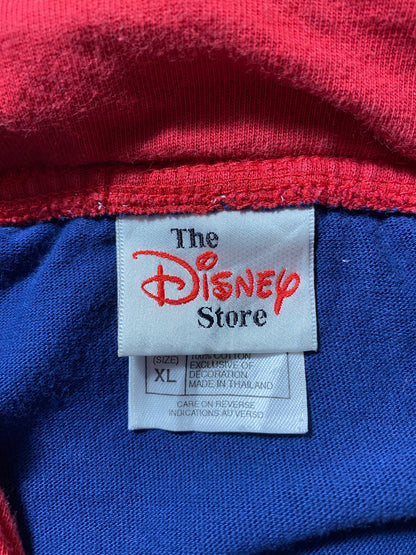 The
Disney
Store
(SIZE)
XL
100% COTTON
EXCLUSIVE OF
DECORATION
MADE IN THAILAND
CARE ON REVERSE
INDICATIONS AU VERSO